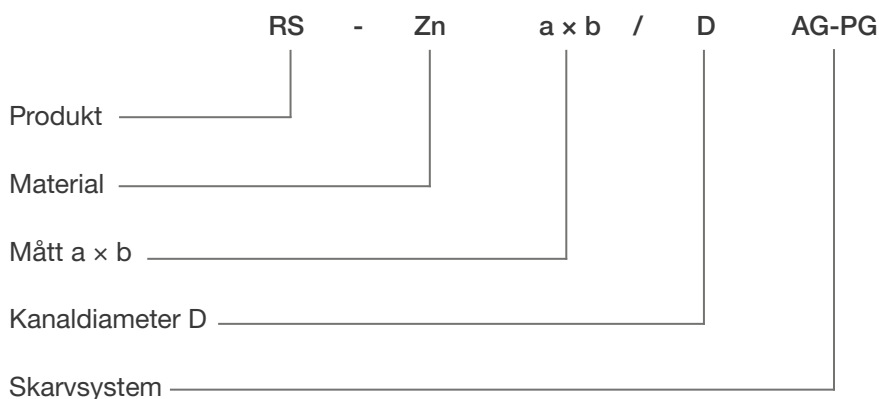 RS - Zn a × b / D AG-PG
Produkt
Material
Mått a × b
Kanaldiameter D
Skarvsystem